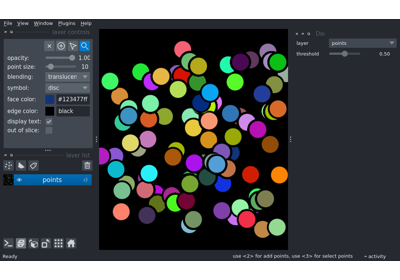 File View Window Plugins Help
layer controls
opacity: 1.00
point size: 10
blending: translucen
symbol: disc
face color: #123477ff
edge color: black
display text:
out of slice:
layer list
points
Do
layer points
threshold 0.50
Ready
use <2> for add points, use <3> for select points
activity